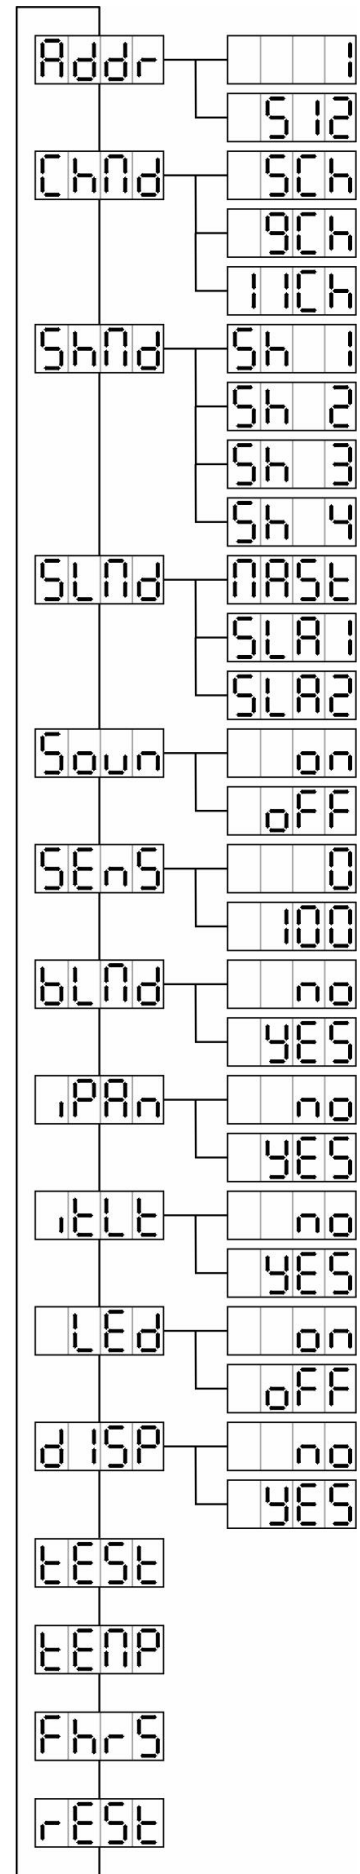 Addr 1
512
ChMd 5Ch
9Ch
11Ch
ShMd Sh 1
Sh 2
Sh 3
Sh 4
SLMd MASt
SLA1
SLA2
Soun on
oFF
SEnS 0
100
bLMd no
YES
iPAn no
YES
itLt no
YES
LEd on
oFF
dISP no
YES
tESt
tEMP
FhrS
rESt